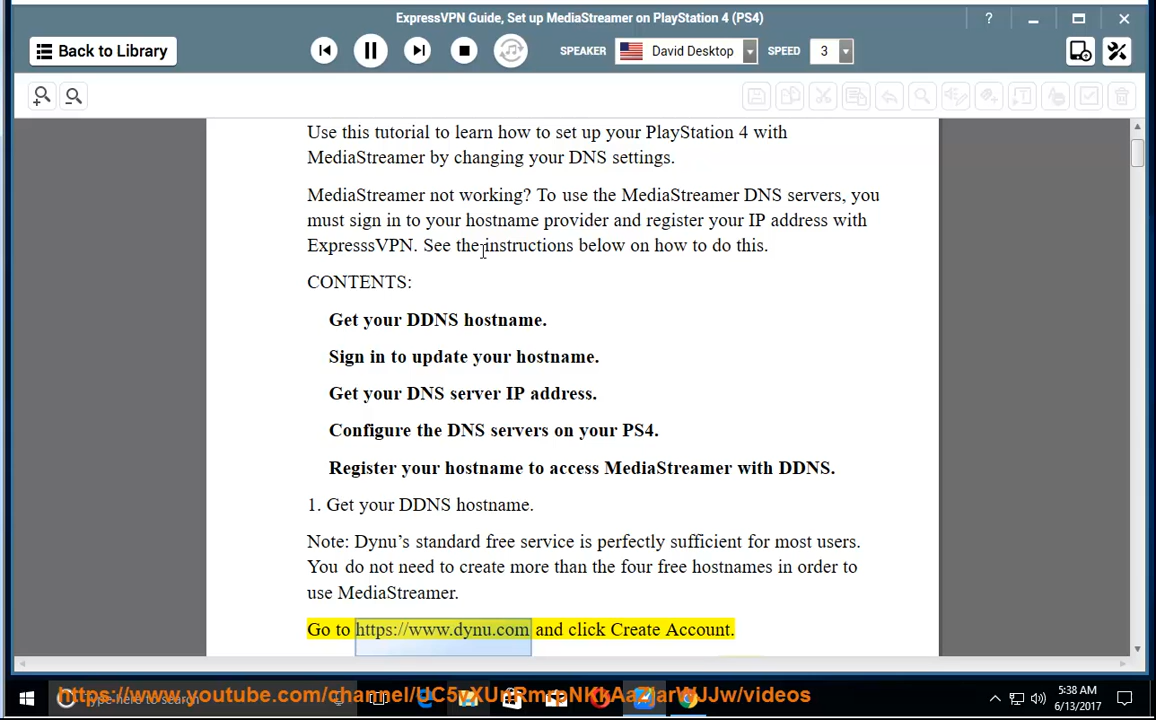 ExpressVPN Guide, Set up MediaStreamer on PlayStation 4 (PS4)
?
Back to Library
SPEAKER
David Desktop
SPEED
3
Use this tutorial to learn how to set up your PlayStation 4 with
MediaStreamer by changing your DNS settings.
MediaStreamer not working? To use the MediaStreamer DNS servers, you
must sign in to your hostname provider and register your IP address with
ExpresssVPN. See the instructions below on how to do this.
CONTENTS:
Get your DDNS hostname.
Sign in to update your hostname.
Get your DNS server IP address.
Configure the DNS servers on your PS4.
Register your hostname to access MediaStreamer with DDNS.
1. Get your DDNS hostname.
Note: Dynu’s standard free service is perfectly sufficient for most users.
You do not need to create more than the four free hostnames in order to
use MediaStreamer.
Go to https://www.dynu.com and click Create Account.
5:38 AM
6/13/2017